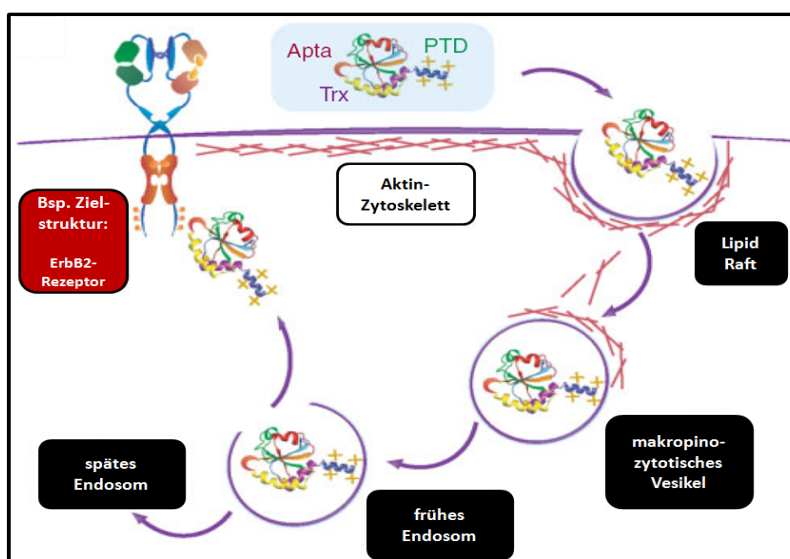 Apta
PTD
Trx
Aktin-
Zytoskelett
Bsp. Ziel-
struktur:
ErbB2-
Rezeptor
Lipid
Raft
makropino-
zytotisches
Vesikel
frühes
Endosom
spätes
Endosom